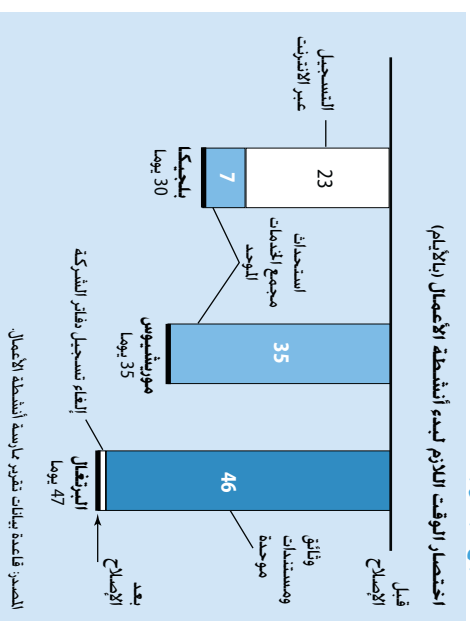 اختصار الوقت اللازم لبدء أنشطة الأعمال (بالأيام)
قبل
الإصلاح
التسجيل
عبر الانترنت
23
7
بلجيكا
30 يوما
استحداث
مجمع الخدمات
الموحد
35
موريشيوس
35 يوما
وثائق
ومستندات
موحدة
46
إلغاء تسجيل دفاتر الشركة
البرتغال
47 يوما
بعد
الإصلاح
المصدر: قاعدة بيانات تقرير ممارسة أنشطة الأعمال.